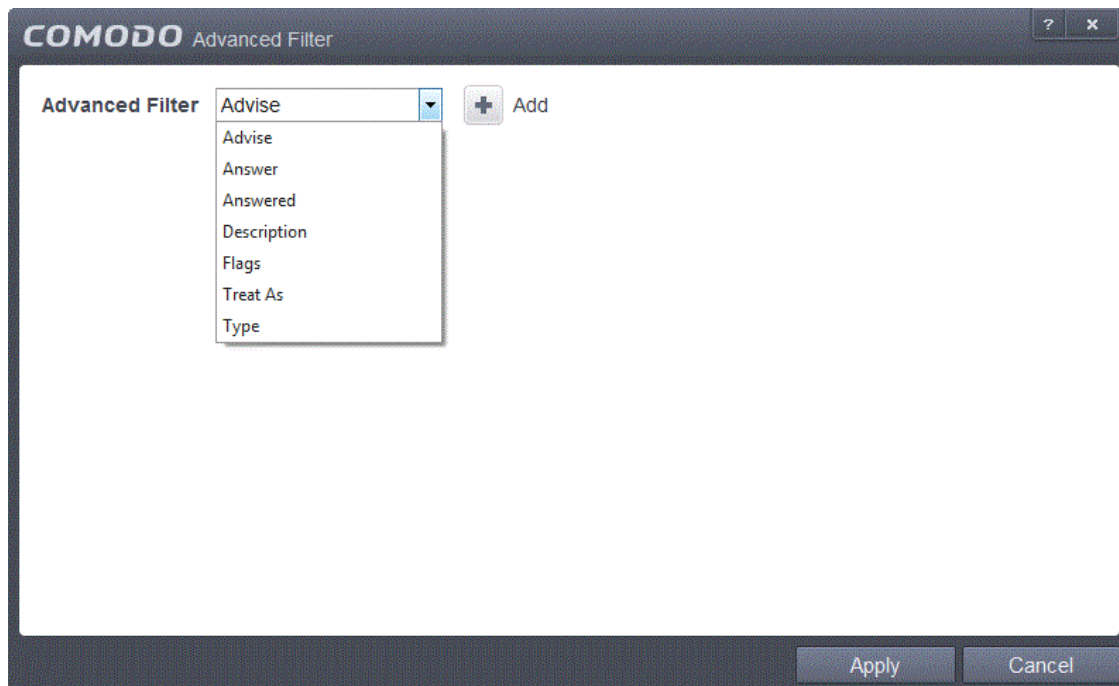 COMODO Advanced Filter ? ×
Advanced Filter Advise + Add
Advise
Answer
Answered
Description
Flags
Treat As
Type
Apply Cancel